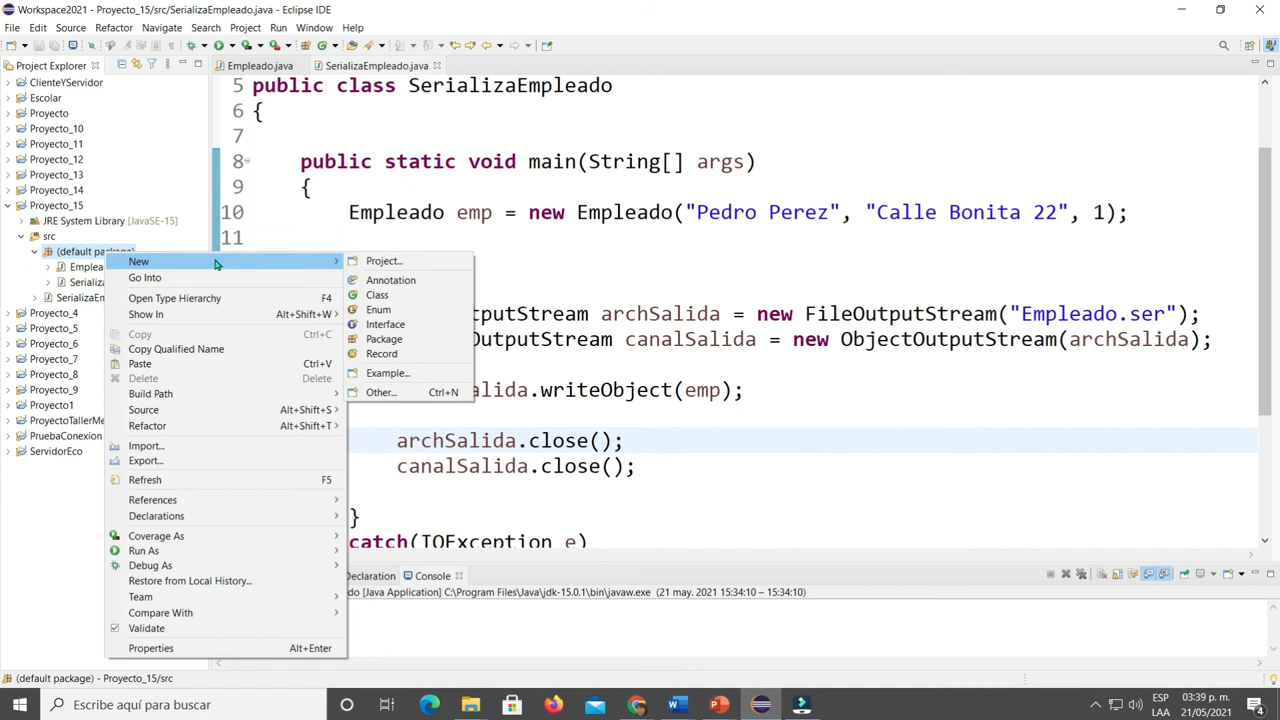 Workspace2021 - Proyecto_15/src/SerializaEmpleado.java - Eclipse IDE
File Edit Source Refactor Navigate Search Project Run Window Help
Project Explorer
Empleado.java
SerializaEmpleado.java
ClienteYServidor
Escolar
Proyecto
Proyecto_10
Proyecto_11
Proyecto_12
Proyecto_13
Proyecto_14
Proyecto_15
JRE System Library [JavaSE-15]
src
(default package)
Emplea
Serializa
SerializaEm
Proyecto_4
Proyecto_5
Proyecto_6
Proyecto_7
Proyecto_8
Proyecto_9
Proyecto1
ProyectoTallerMe
PruebaConexion
ServidorEco
New
Go Into
Open Type Hierarchy F4
Show In Alt+Shift+W
Copy Ctrl+C
Copy Qualified Name
Paste Ctrl+V
Delete Delete
Build Path
Source Alt+Shift+S
Refactor Alt+Shift+T
Import...
Export...
Refresh F5
References
Declarations
Coverage As
Run As
Debug As
Restore from Local History...
Team
Compare With
Validate
Properties Alt+Enter
Project...
Annotation
Class
Enum
Interface
Package
Record
Example...
Other... Ctrl+N
5 public class SerializaEmpleado
6 {
7
8 public static void main(String[] args)
9 {
10 Empleado emp = new Empleado("Pedro Perez", "Calle Bonita 22", 1);
11
tputStream archSalida = new FileOutputStream("Empleado.ser");
OutputStream canalSalida = new ObjectOutputStream(archSalida);
salida.writeObject(emp);
archSalida.close();
canalSalida.close();
}
catch(IOException e)
Declaration Console
do [Java Application] C:\Program Files\Java\jdk-15.0.1\bin\javaw.exe (21 may. 2021 15:34:10 – 15:34:10)
(default package) - Proyecto_15/src
Escribe aquí para buscar
ESP
LAA
03:39 p. m.
21/05/2021
4